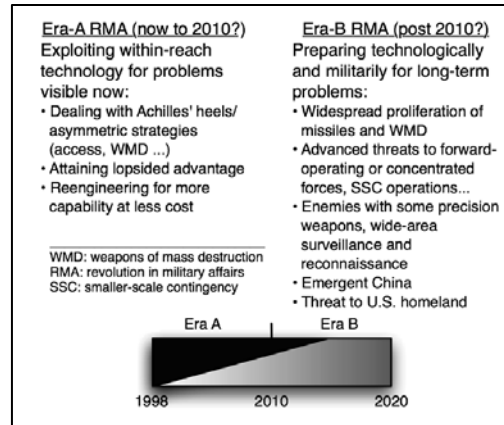 Era-A RMA (now to 2010?)
Exploiting within-reach
technology for problems
visible now:
• Dealing with Achilles' heels/
asymmetric strategies
(access, WMD ...)
• Attaining lopsided advantage
• Reengineering for more
capability at less cost
WMD: weapons of mass destruction
RMA: revolution in military affairs
SSC: smaller-scale contingency
Era-B RMA (post 2010?)
Preparing technologically
and militarily for long-term
problems:
• Widespread proliferation of
missiles and WMD
• Advanced threats to forward-
operating or concentrated
forces, SSC operations...
• Enemies with some precision
weapons, wide-area
surveillance and
reconnaissance
• Emergent China
• Threat to U.S. homeland
Era A
Era B
1998
2010
2020